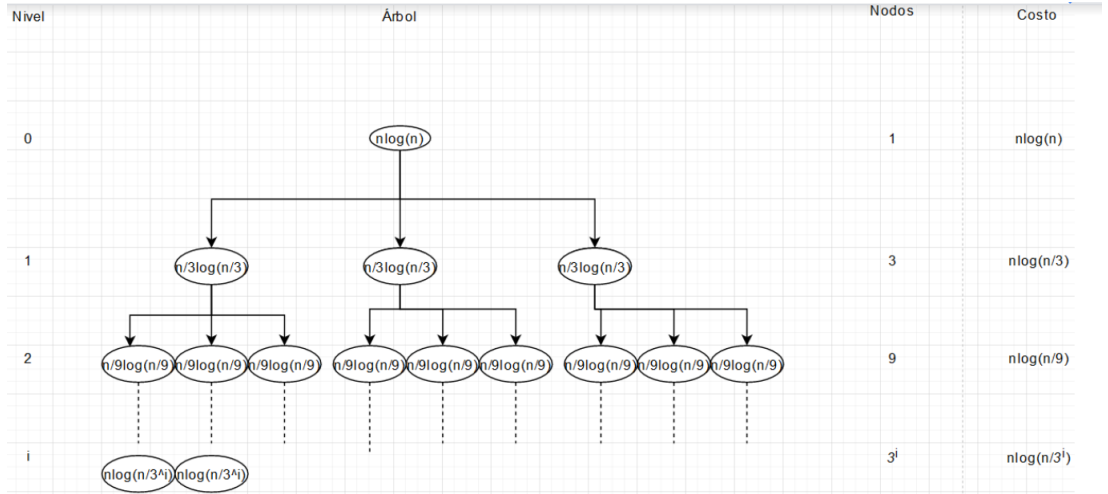 Nivel Árbol Nodos Costo
0 nlog(n) 1 nlog(n)
1 n/3log(n/3) n/3log(n/3) n/3log(n/3) 3 nlog(n/3)
2 n/9log(n/9) n/9log(n/9) n/9log(n/9) n/9log(n/9) n/9log(n/9) n/9log(n/9) n/9log(n/9) n/9log(n/9) n/9log(n/9) 9 nlog(n/9)
i nlog(n/3^i) nlog(n/3^i) 3ⁱ nlog(n/3ⁱ)